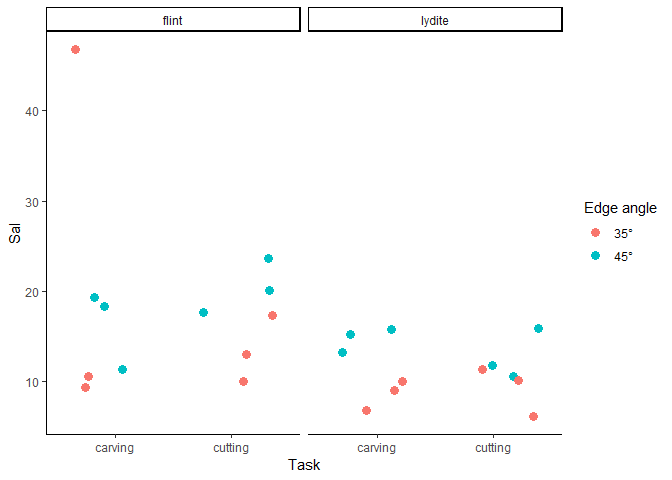 flint
lydite
Sal
40
30
20
10
carving
cutting
carving
cutting
Task
Edge angle
35°
45°